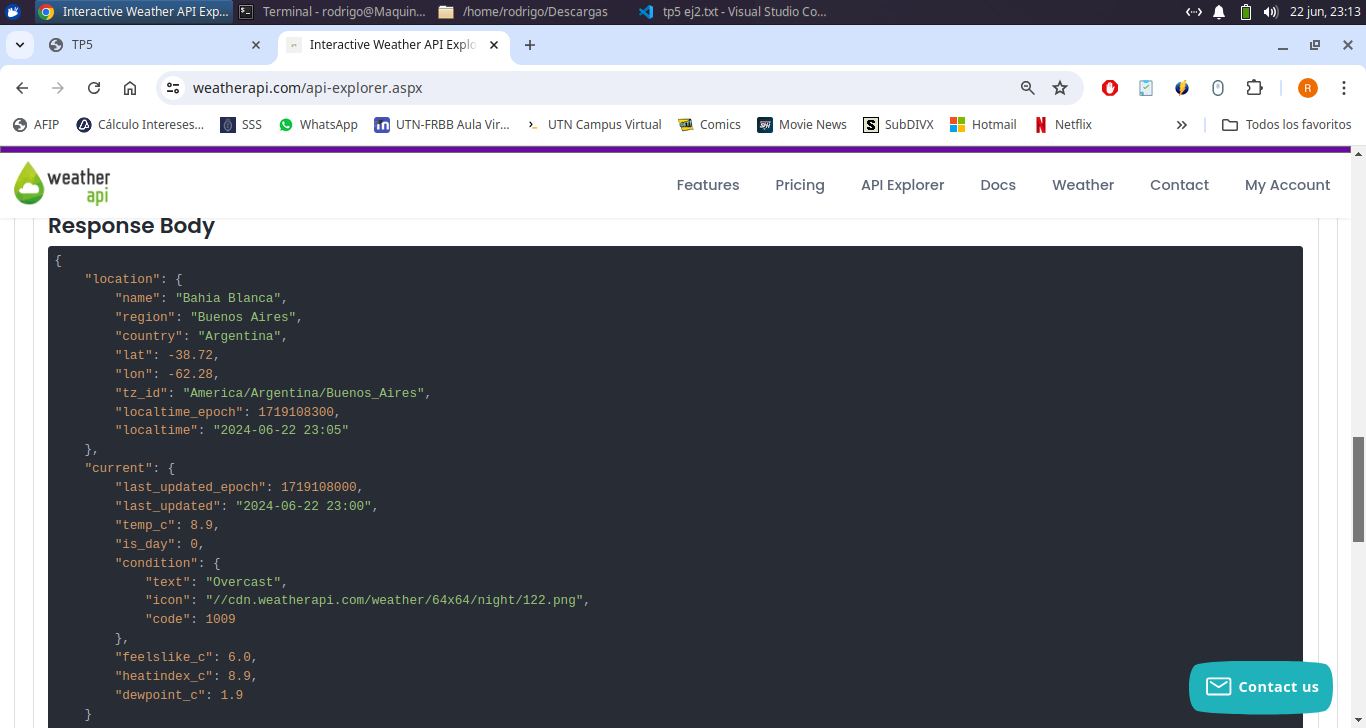 Interactive Weather API Exp...
Terminal - rodrigo@Maquin...
/home/rodrigo/Descargas
tp5 ej2.txt - Visual Studio Co...
22 jun, 23:13
TP5
Interactive Weather API Explo
weatherapi.com/api-explorer.aspx
R
AFIP
Cálculo Intereses...
SSS
WhatsApp
UTN-FRBB Aula Vir...
UTN Campus Virtual
Comics
Movie News
SubDIVX
Hotmail
Netflix
Todos los favoritos
weather
api
Features
Pricing
API Explorer
Docs
Weather
Contact
My Account
Response Body
{
"location": {
"name": "Bahia Blanca",
"region": "Buenos Aires",
"country": "Argentina",
"lat": -38.72,
"lon": -62.28,
"tz_id": "America/Argentina/Buenos_Aires",
"localtime_epoch": 1719108300,
"localtime": "2024-06-22 23:05"
},
"current": {
"last_updated_epoch": 1719108000,
"last_updated": "2024-06-22 23:00",
"temp_c": 8.9,
"is_day": 0,
"condition": {
"text": "Overcast",
"icon": "//cdn.weatherapi.com/weather/64x64/night/122.png",
"code": 1009
},
"feelslike_c": 6.0,
"heatindex_c": 8.9,
"dewpoint_c": 1.9
}
Contact us